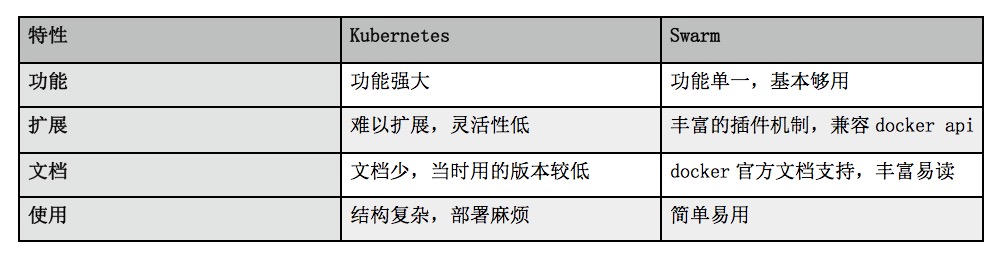 特性 Kubernetes Swarm
功能 功能强大 功能单一，基本够用
扩展 难以扩展，灵活性低 丰富的插件机制，兼容 docker api
文档 文档少，当时用的版本较低 docker 官方文档支持，丰富易读
使用 结构复杂，部署麻烦 简单易用